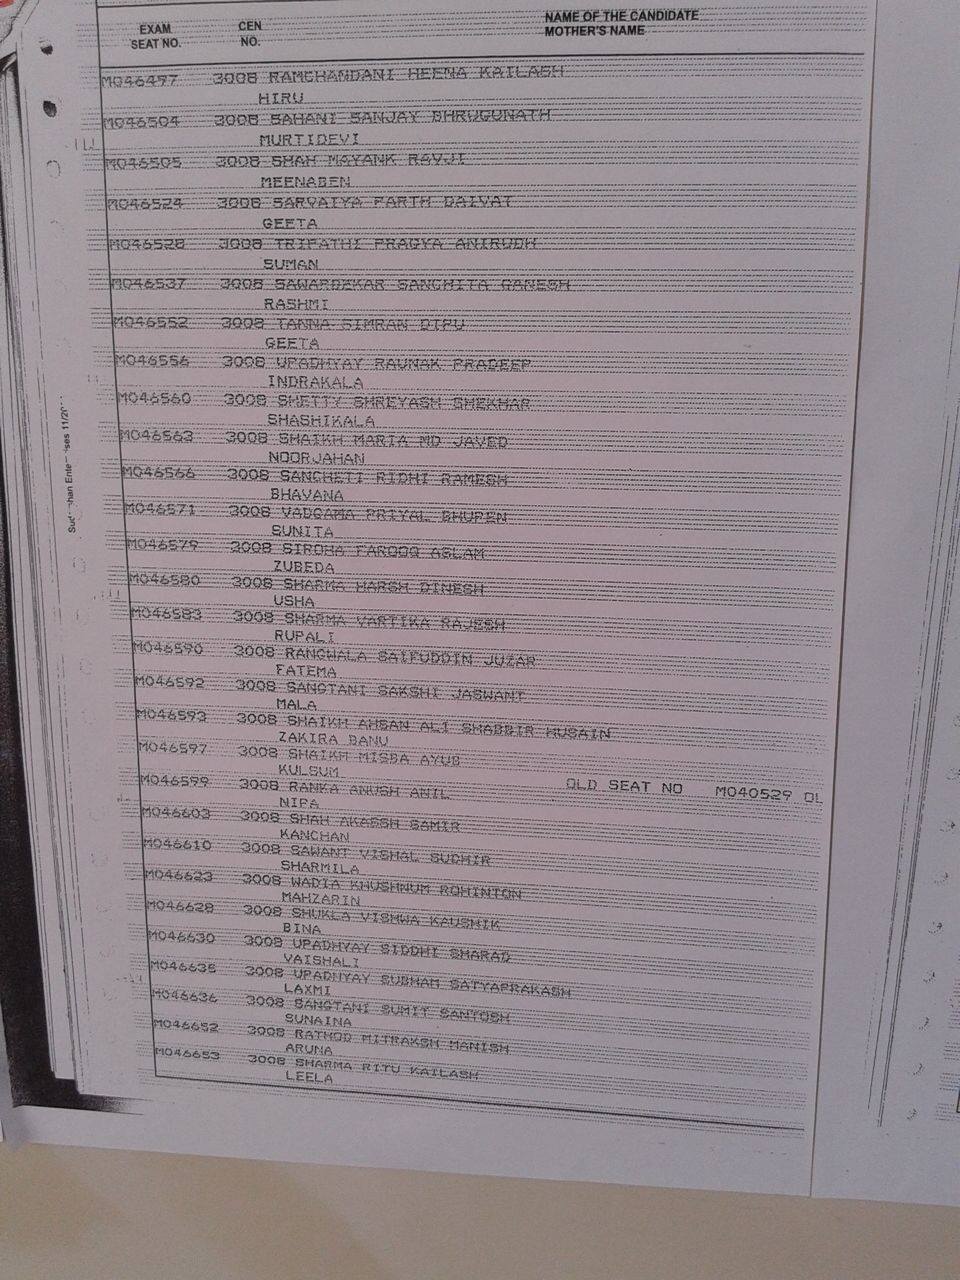 EXAM SEAT NO. CEN NO. NAME OF THE CANDIDATE MOTHER'S NAME
M046497 3008 RAMCHANDANI HEENA KAILASH
HIRU
M046504 3008 SAHANI SANJAY BHRUGUNATH
MURTIDEVI
M046505 3008 SHAH MAYANK RAVJI
MEENABEN
M046524 3008 SARVAIYA PARTH DAIVAT
GEETA
M046528 3008 TRIPATHI PRAGYA ANIRUDH
SUMAN
M046537 3008 SAWARDEKAR SANCHITA GANESH
RASHMI
M046552 3008 TANNA SIMRAN DIPU
GEETA
M046556 3008 UPADHYAY RAUNAK PRADEEP
INDRAKALA
M046560 3008 SHETTY SHREYASH SHEKHAR
SHASHIKALA
M046563 3008 SHAIKH MARIA MD JAVED
NOORJAHAN
M046566 3008 SANCHETI RIDHI RAMESH
BHAVANA
M046571 3008 VADGAMA PRIYAL BHUPEN
SUNITA
M046579 3008 SIROHA FAROOQ ASLAM
ZUBEDA
M046580 3008 SHARMA HARSH DINESH
USHA
M046583 3008 SHARMA VARTIKA RAJESH
RUPALI
M046590 3008 RANGWALA SAIFUDDIN JUZAR
FATEMA
M046592 3008 SANGTANI SAKSHI JASWANT
MALA
M046593 3008 SHAIKH AHSAN ALI SHABBIR HUSAIN
ZAKIRA BANU
M046597 3008 SHAIKH MISBA AYUB
KULSUM
M046599 3008 RANKA ANUSH ANIL OLD SEAT NO M040529 OL
NIPA
M046603 3008 SHAH AKAESH SAMIR
KANCHAN
M046610 3008 SAWANT VISHAL SUDHIR
SHARMILA
M046623 3008 WADIA KHUSHNUM ROHINTON
MAHZARIN
M046628 3008 SHUKLA VISHWA KAUSHIK
BINA
M046630 3008 UPADHYAY SIDDHI SHARAD
VAISHALI
M046635 3008 UPADHYAY SUBHAM SATYAPRAKASH
LAXMI
M046636 3008 SANGTANI SUMIT SANTOSH
SUNAINA
M046652 3008 RATHOD MITRAKSH MANISH
ARUNA
M046653 3008 SHARMA RITU KAILASH
LEELA